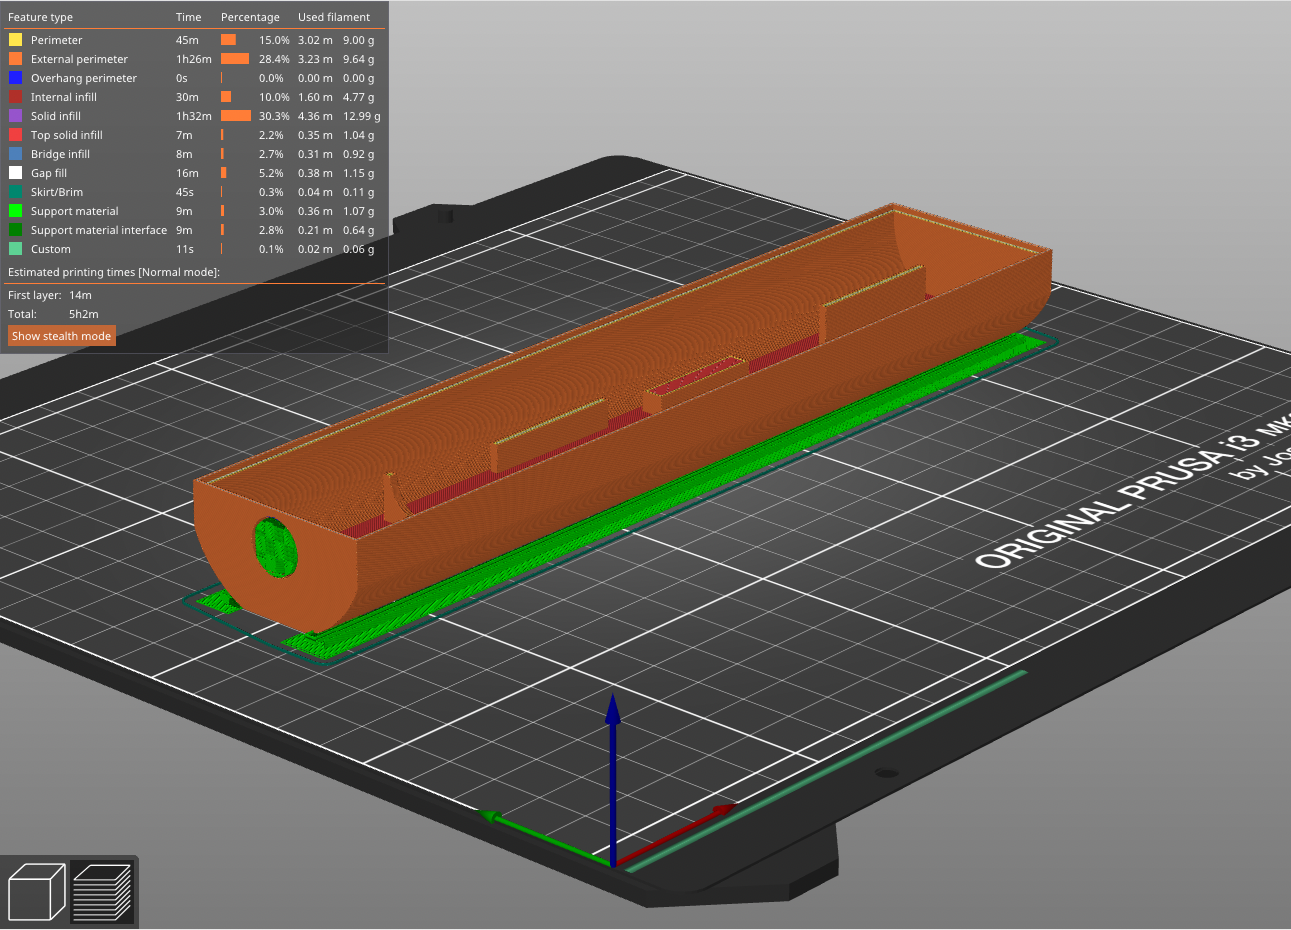 Feature type Time Percentage Used filament
Perimeter 45m 15.0% 3.02 m 9.00 g
External perimeter 1h26m 28.4% 3.23 m 9.64 g
Overhang perimeter 0s 0.0% 0.00 m 0.00 g
Internal infill 30m 10.0% 1.60 m 4.77 g
Solid infill 1h32m 30.3% 4.36 m 12.99 g
Top solid infill 7m 2.2% 0.35 m 1.04 g
Bridge infill 8m 2.7% 0.31 m 0.92 g
Gap fill 16m 5.2% 0.38 m 1.15 g
Skirt/Brim 45s 0.3% 0.04 m 0.11 g
Support material 9m 3.0% 0.36 m 1.07 g
Support material interface 9m 2.8% 0.21 m 0.64 g
Custom 11s 0.1% 0.02 m 0.06 g
Estimated printing times [Normal mode]:
First layer: 14m
Total: 5h2m
Show stealth mode
ORIGINAL PRUSA i3
by